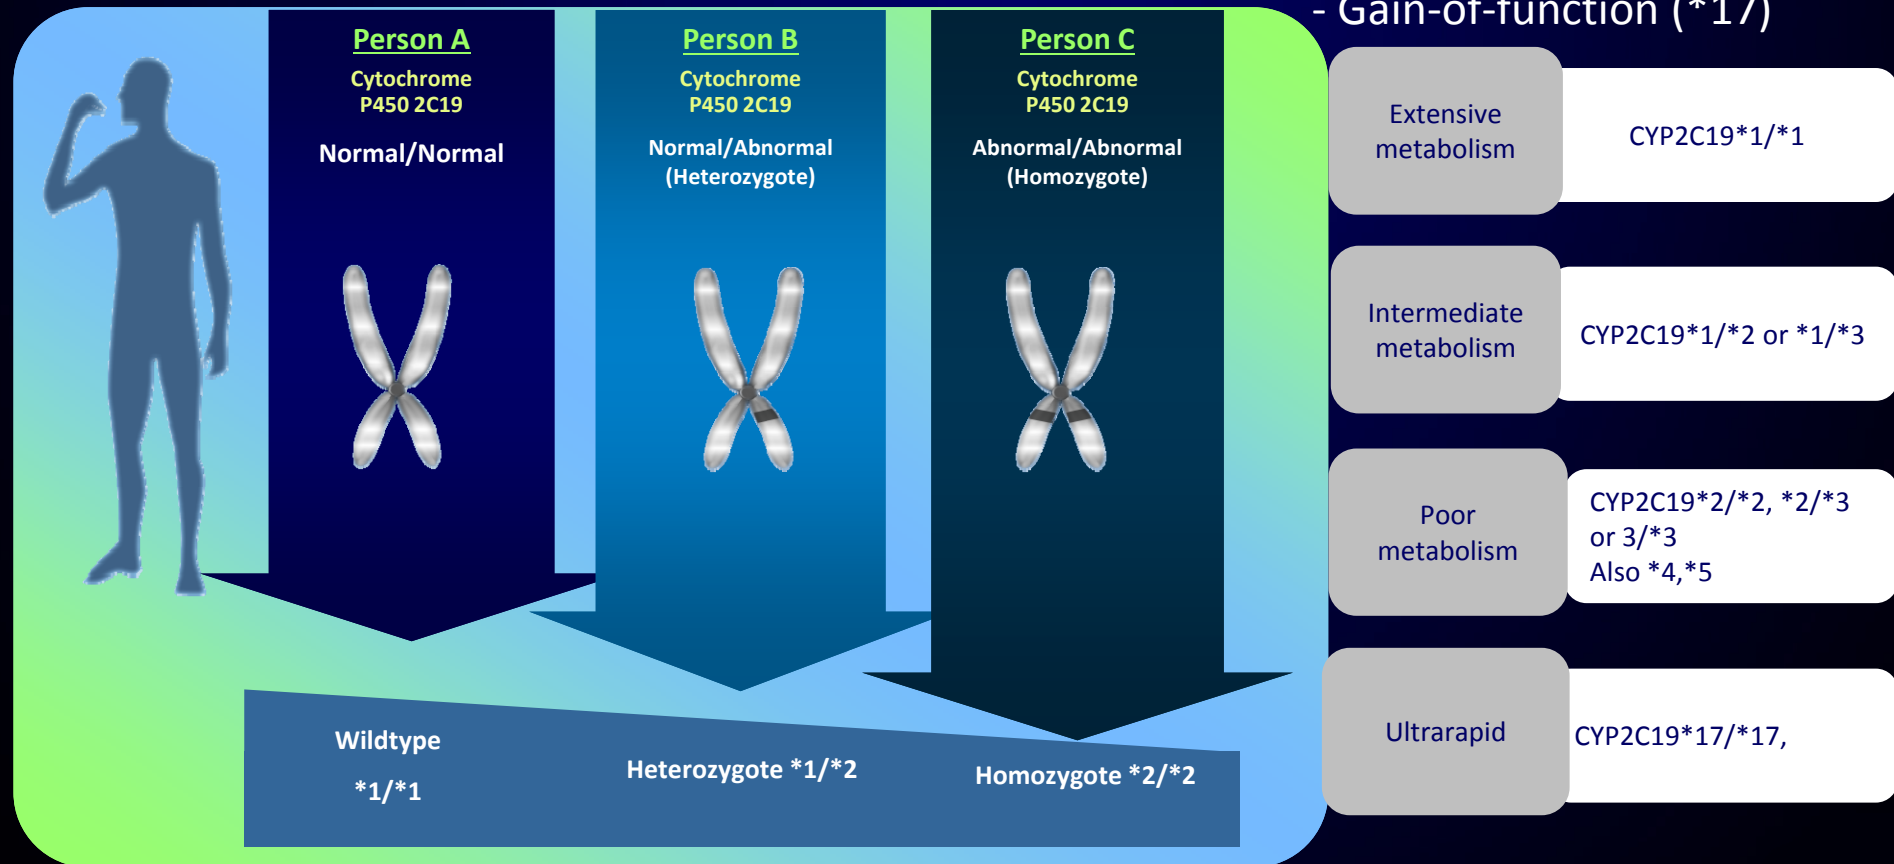 - Gain-of-function (*17)
Person A
Cytochrome
P450 2C19
Normal/Normal
Person B
Cytochrome
P450 2C19
Normal/Abnormal
(Heterozygote)
Person C
Cytochrome
P450 2C19
Abnormal/Abnormal
(Homozygote)
Wildtype
*1/*1
Heterozygote *1/*2
Homozygote *2/*2
Extensive
metabolism
CYP2C19*1/*1
Intermediate
metabolism
CYP2C19*1/*2 or *1/*3
Poor
metabolism
CYP2C19*2/*2, *2/*3
or 3/*3
Also *4,*5
Ultrarapid
CYP2C19*17/*17,